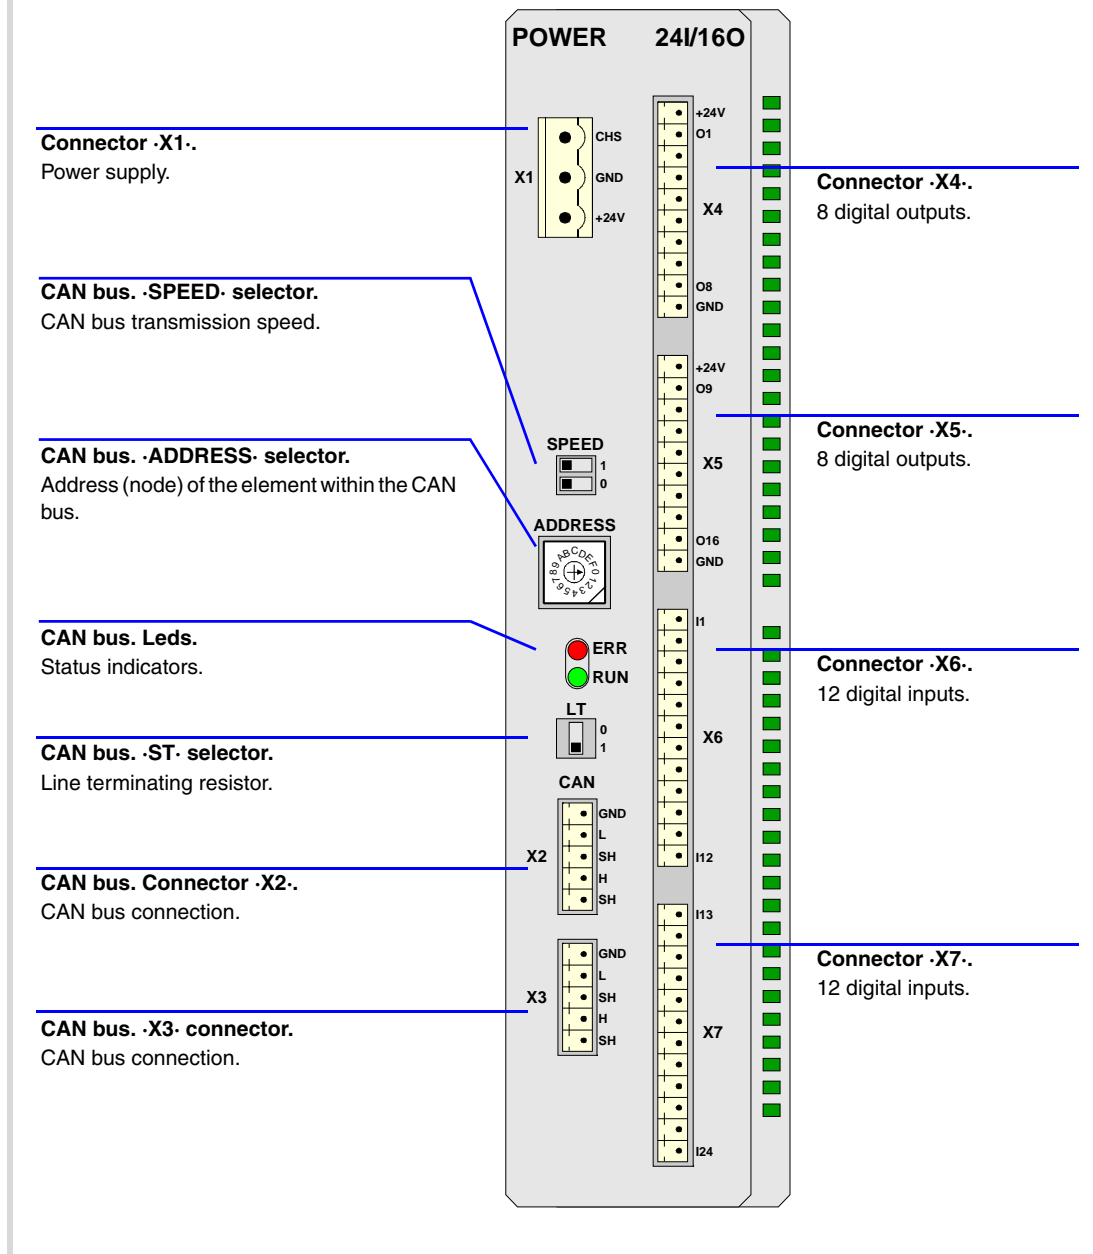 POWER 24I/16O
Connector ·X1·.
Power supply.
CAN bus. ·SPEED· selector.
CAN bus transmission speed.
CAN bus. ·ADDRESS· selector.
Address (node) of the element within the CAN
bus.
CAN bus. Leds.
Status indicators.
CAN bus. ·ST· selector.
Line terminating resistor.
CAN bus. Connector ·X2·.
CAN bus connection.
CAN bus. ·X3· connector.
CAN bus connection.
X1
CHS
GND
+24V
SPEED
1
0
ADDRESS
0123456789ABCDEF
ERR
RUN
LT
0
1
CAN
X2
GND
L
SH
H
SH
X3
GND
L
SH
H
SH
+24V
O1
X4
O8
GND
+24V
O9
X5
O16
GND
I1
X6
I12
I13
X7
I24
Connector ·X4·.
8 digital outputs.
Connector ·X5·.
8 digital outputs.
Connector ·X6·.
12 digital inputs.
Connector ·X7·.
12 digital inputs.